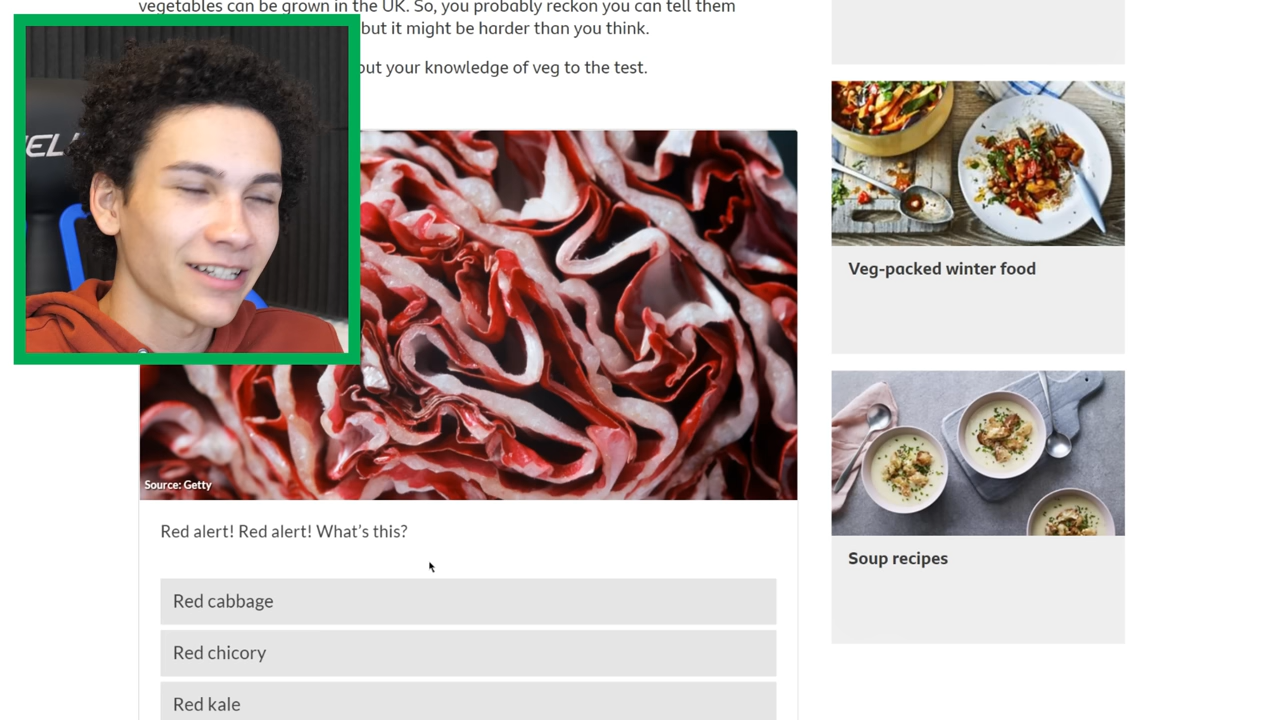 vegetables can be grown in the UK. So, you probably reckon you can tell them
but it might be harder than you think.
out your knowledge of veg to the test.
Source: Getty
Red alert! Red alert! What's this?
Red cabbage
Red chicory
Red kale
Veg-packed winter food
Soup recipes